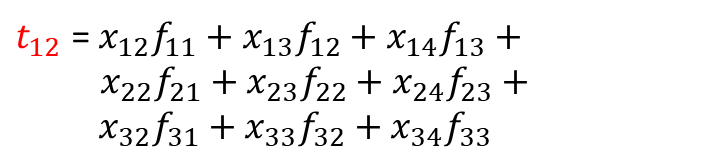 t₁₂ = x₁₂f₁₁ + x₁₃f₁₂ + x₁₄f₁₃ +
x₂₂f₂₁ + x₂₃f₂₂ + x₂₄f₂₃ +
x₃₂f₃₁ + x₃₃f₃₂ + x₃₄f₃₃